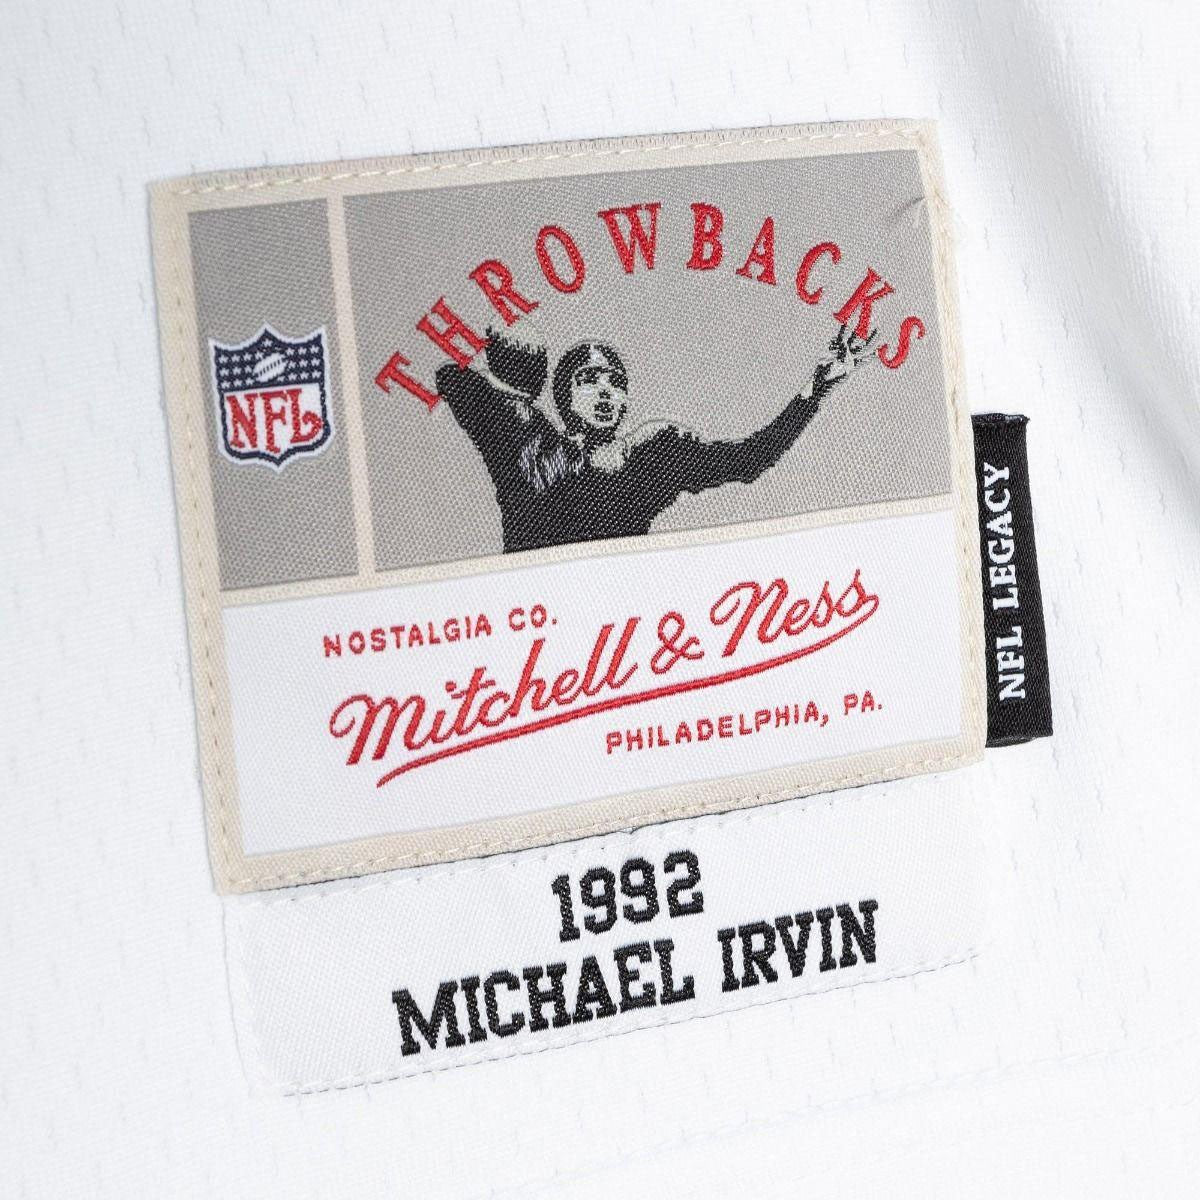 THROWBACKS
NFL
NOSTALGIA CO.
Mitchell & Ness
PHILADELPHIA, PA.
NFL LEGACY
1992
MICHAEL IRVIN